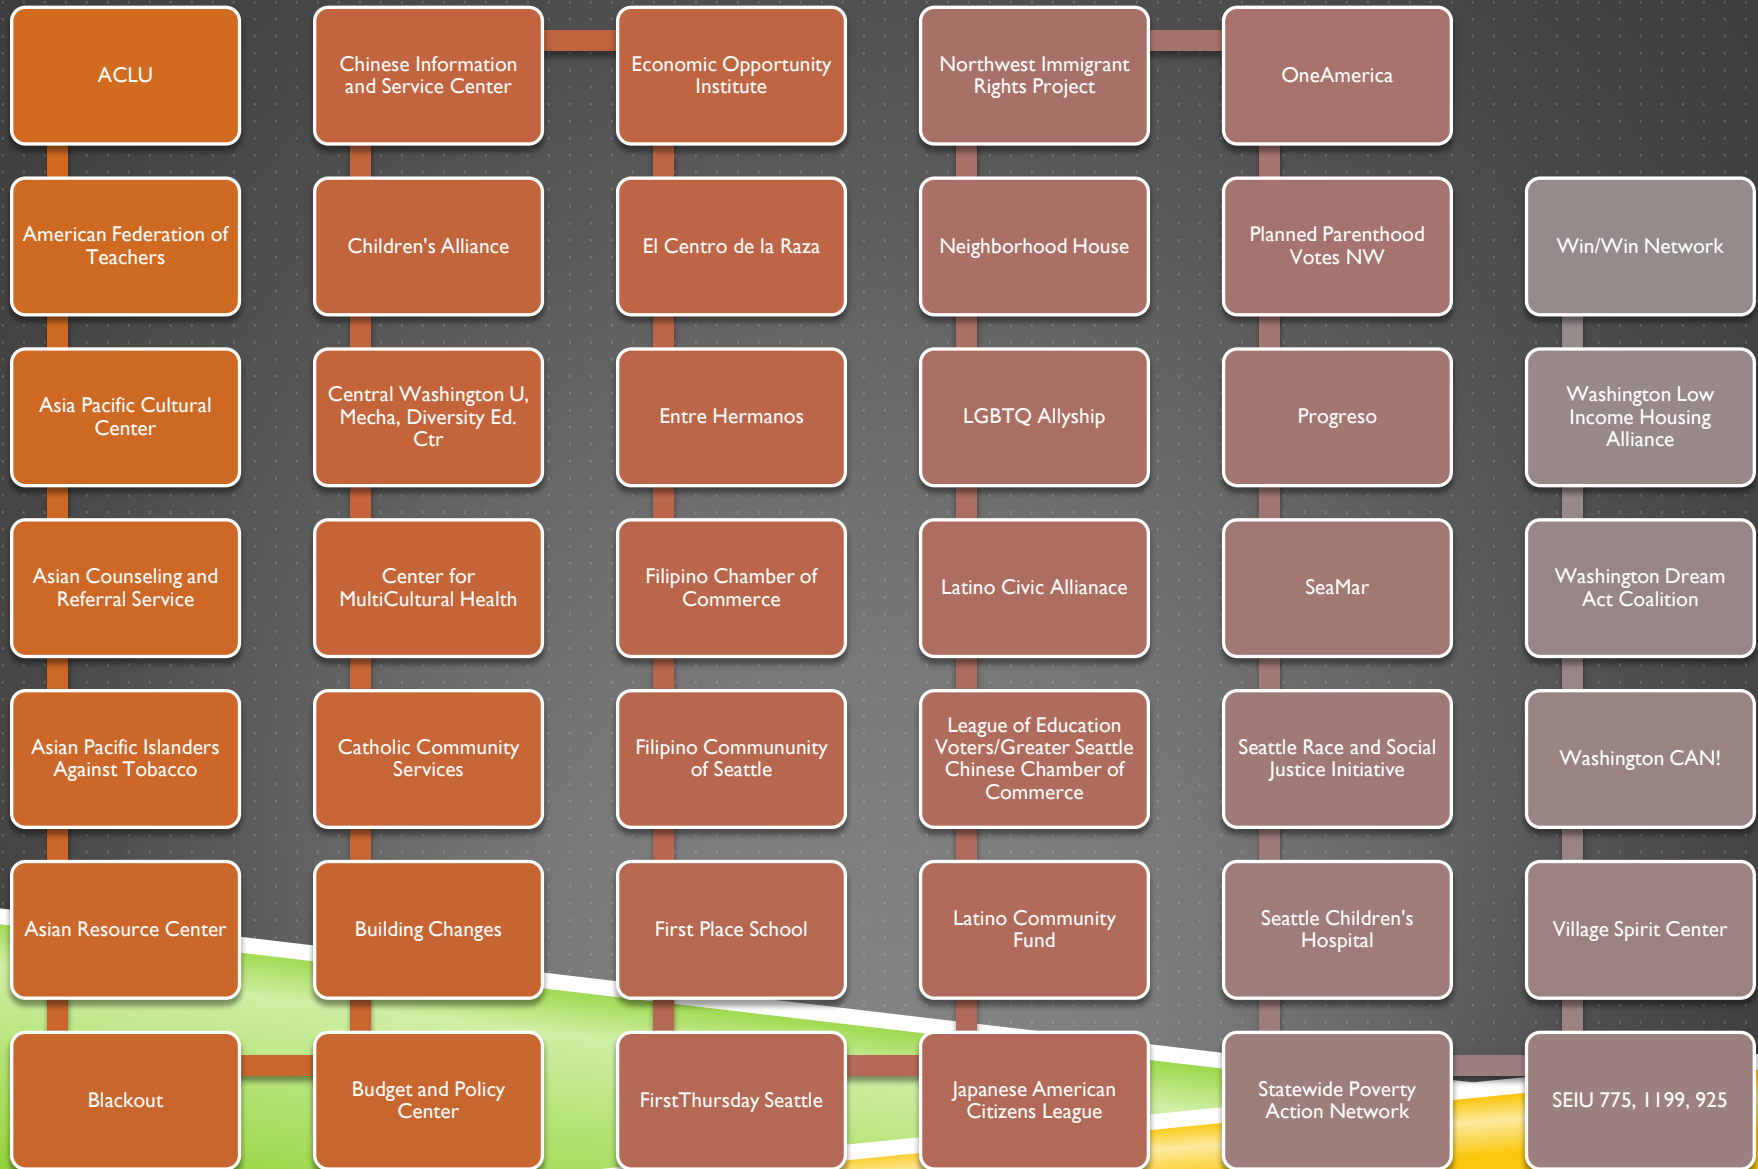 ACLU
American Federation of
Teachers
Asia Pacific Cultural
Center
Asian Counseling and
Referral Service
Asian Pacific Islanders
Against Tobacco
Asian Resource Center
Blackout
Budget and Policy
Center
Building Changes
Catholic Community
Services
Center for
MultiCultural Health
Central Washington U,
Mecha, Diversity Ed.
Ctr
Children's Alliance
Chinese Information
and Service Center
Economic Opportunity
Institute
El Centro de la Raza
Entre Hermanos
Filipino Chamber of
Commerce
Filipino Commununity
of Seattle
First Place School
FirstThursday Seattle
Japanese American
Citizens League
Latino Community
Fund
League of Education
Voters/Greater Seattle
Chinese Chamber of
Commerce
Latino Civic Allianace
LGBTQ Allyship
Neighborhood House
Northwest Immigrant
Rights Project
OneAmerica
Planned Parenthood
Votes NW
Progreso
SeaMar
Seattle Race and Social
Justice Initiative
Seattle Children's
Hospital
Statewide Poverty
Action Network
SEIU 775, 1199, 925
Village Spirit Center
Washington CAN!
Washington Dream
Act Coalition
Washington Low
Income Housing
Alliance
Win/Win Network